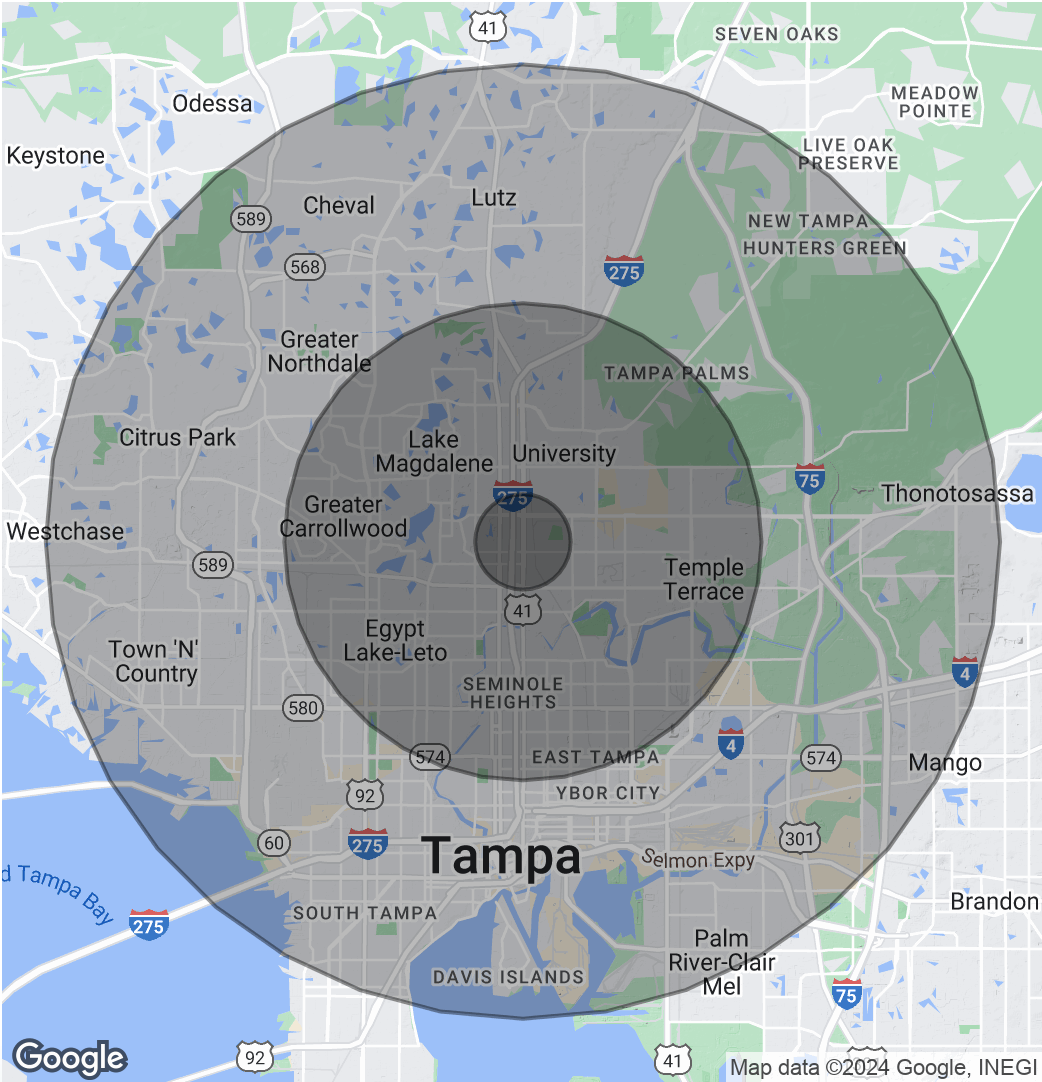 41
SEVEN OAKS
MEADOW
POINTE
Odessa
Keystone
LIVE OAK
PRESERVE
Cheval
Lutz
589
NEW TAMPA
HUNTERS GREEN
568
275
Greater
Northdale
TAMPA PALMS
Citrus Park
Lake
Magdalene
University
275
75
Thonotosassa
Greater
Carrollwood
Westchase
589
Temple
Terrace
41
Egypt
Lake-Leto
Town 'N'
Country
4
SEMINOLE
HEIGHTS
580
4
574
EAST TAMPA
574
Mango
92
YBOR CITY
60
275
301
Tampa
Selmon Expy
d Tampa Bay
275
SOUTH TAMPA
Brandon
Palm
River-Clair
Mel
DAVIS ISLANDS
75
Google
92
41
Map data ©2024 Google, INEGI